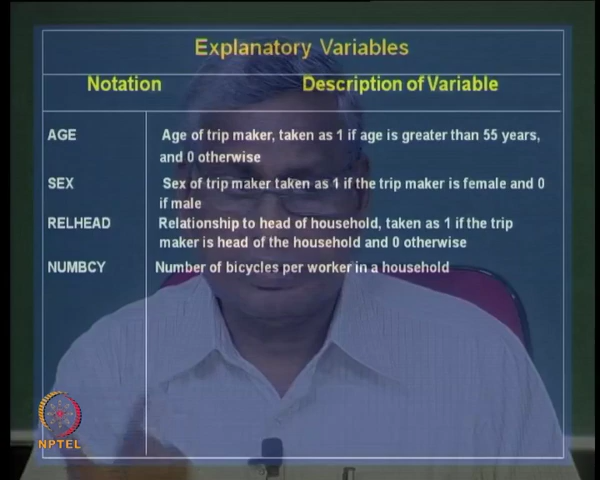 Explanatory Variables
Notation Description of Variable
AGE Age of trip maker, taken as 1 if age is greater than 55 years,
and 0 otherwise
SEX Sex of trip maker taken as 1 if the trip maker is female and 0
if male
RELHEAD Relationship to head of household, taken as 1 if the trip
maker is head of the household and 0 otherwise
NUMBCY Number of bicycles per worker in a household
NPTEL